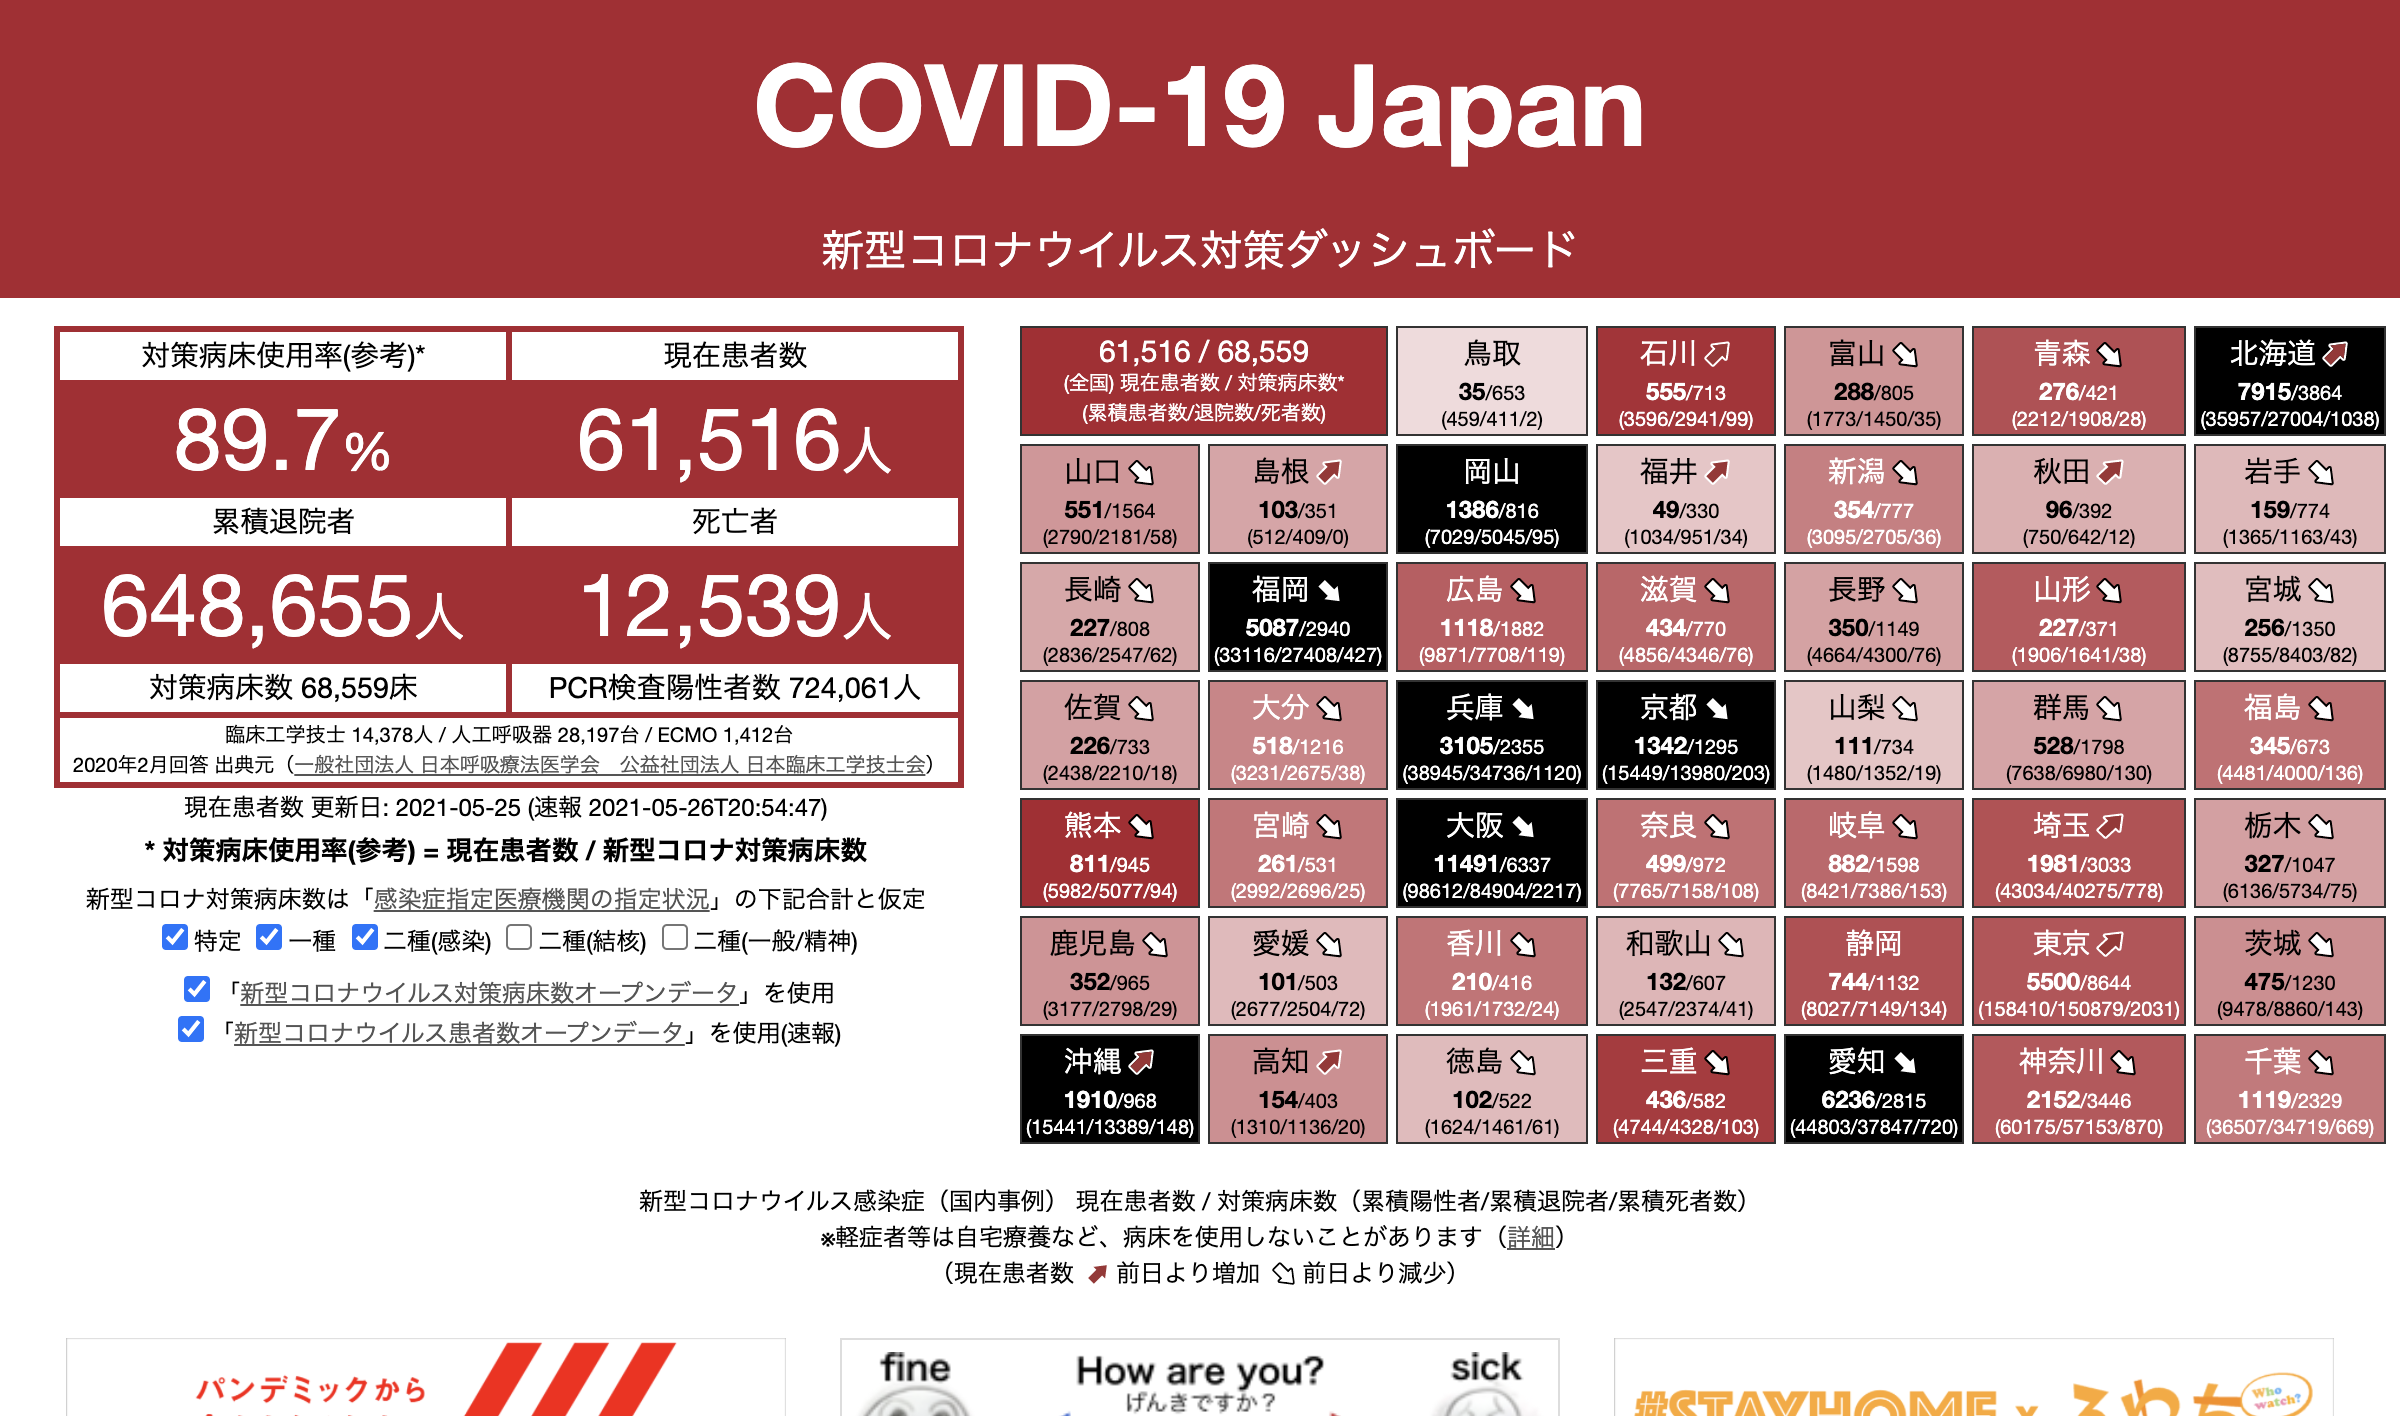 COVID-19 Japan
新型コロナウイルス対策ダッシュボード
対策病床使用率(参考)*
現在患者数
89.7%
61,516人
累積退院者
死亡者
648,655人
12,539人
対策病床数 68,559床
PCR検査陽性者数 724,061人
臨床工学技士 14,378人 / 人工呼吸器 28,197台 / ECMO 1,412台
2020年2月回答 出典元（一般社団法人 日本呼吸療法医学会　公益社団法人 日本臨床工学技士会）
現在患者数 更新日: 2021-05-25 (速報 2021-05-26T20:54:47)
* 対策病床使用率(参考) = 現在患者数 / 新型コロナ対策病床数
新型コロナ対策病床数は「感染症指定医療機関の指定状況」の下記合計と仮定
特定 一種 二種(感染) 二種(結核) 二種(一般/精神)
「新型コロナウイルス対策病床数オープンデータ」を使用
「新型コロナウイルス患者数オープンデータ」を使用(速報)
61,516 / 68,559
(全国) 現在患者数 / 対策病床数*
(累積患者数/退院数/死者数)
鳥取
35/653
(459/411/2)
石川
555/713
(3596/2941/99)
富山
288/805
(1773/1450/35)
青森
276/421
(2212/1908/28)
北海道
7915/3864
(35957/27004/1038)
山口
551/1564
(2790/2181/58)
島根
103/351
(512/409/0)
岡山
1386/816
(7029/5045/95)
福井
49/330
(1034/951/34)
新潟
354/777
(3095/2705/36)
秋田
96/392
(750/642/12)
岩手
159/774
(1365/1163/43)
長崎
227/808
(2836/2547/62)
福岡
5087/2940
(33116/27408/427)
広島
1118/1882
(9871/7708/119)
滋賀
434/770
(4856/4346/76)
長野
350/1149
(4664/4300/76)
山形
227/371
(1906/1641/38)
宮城
256/1350
(8755/8403/82)
佐賀
226/733
(2438/2210/18)
大分
518/1216
(3231/2675/38)
兵庫
3105/2355
(38945/34736/1120)
京都
1342/1295
(15449/13980/203)
山梨
111/734
(1480/1352/19)
群馬
528/1798
(7638/6980/130)
福島
345/673
(4481/4000/136)
熊本
811/945
(5982/5077/94)
宮崎
261/531
(2992/2696/25)
大阪
11491/6337
(98612/84904/2217)
奈良
499/972
(7765/7158/108)
岐阜
882/1598
(8421/7386/153)
埼玉
1981/3033
(43034/40275/778)
栃木
327/1047
(6136/5734/75)
鹿児島
352/965
(3177/2798/29)
愛媛
101/503
(2677/2504/72)
香川
210/416
(1961/1732/24)
和歌山
132/607
(2547/2374/41)
静岡
744/1132
(8027/7149/134)
東京
5500/8644
(158410/150879/2031)
茨城
475/1230
(9478/8860/143)
沖縄
1910/968
(15441/13389/148)
高知
154/403
(1310/1136/20)
徳島
102/522
(1624/1461/61)
三重
436/582
(4744/4328/103)
愛知
6236/2815
(44803/37847/720)
神奈川
2152/3446
(60175/57153/870)
千葉
1119/2329
(36507/34719/669)
新型コロナウイルス感染症（国内事例） 現在患者数 / 対策病床数（累積陽性者/累積退院者/累積死者数）
※軽症者等は自宅療養など、病床を使用しないことがあります（詳細）
（現在患者数 前日より増加 前日より減少）
パンデミックから
fine
How are you?
sick
げんきですか？
#STAYHOME x ふわっち
Who watch?